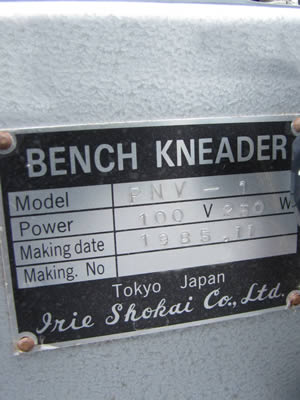 BENCH KNEADER
Model PNV-1
Power 100 V 250 W
Making date 1985.11
Making. No
Tokyo Japan
Irie Shokai Co., Ltd.